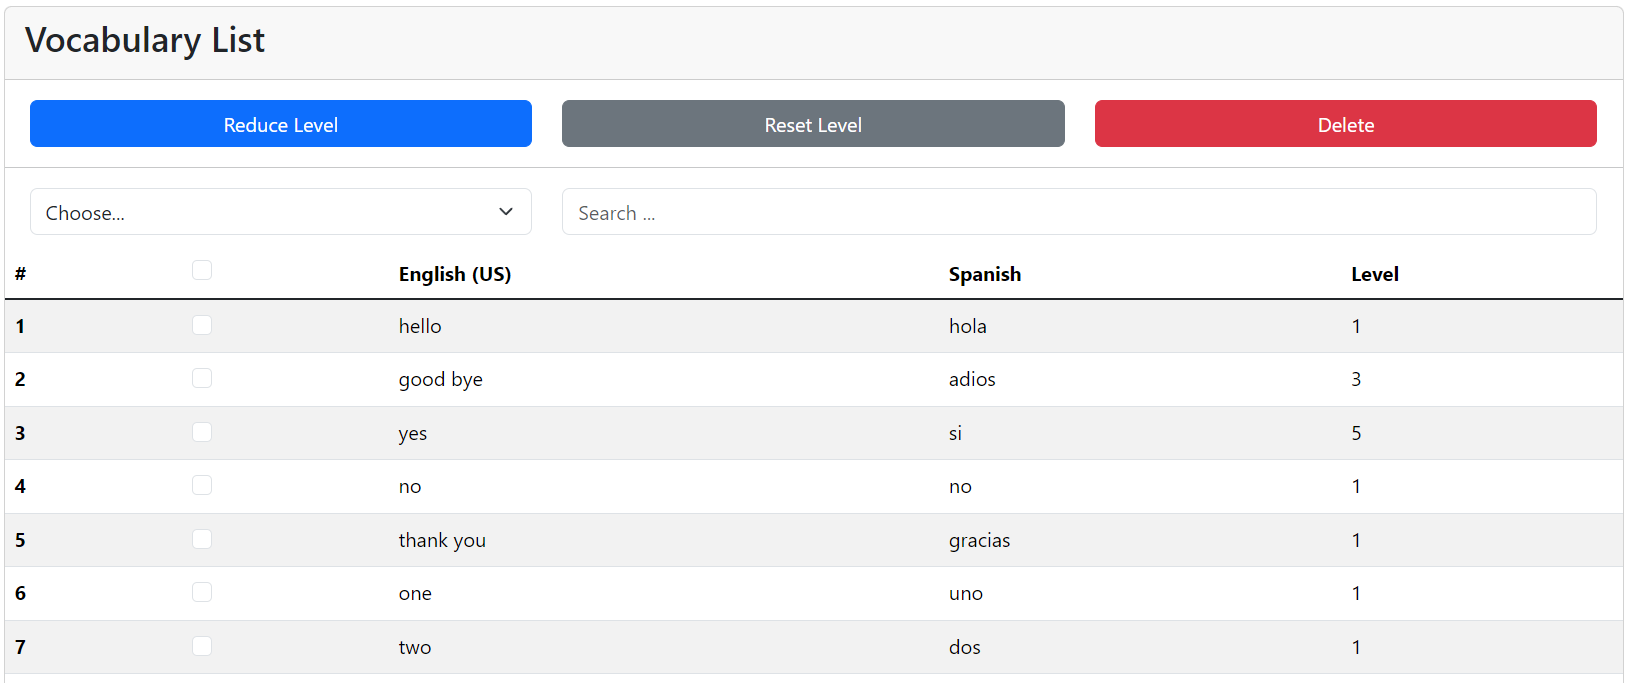 Vocabulary List
Reduce Level Reset Level Delete
Choose... Search ...
# English (US) Spanish Level
1 hello hola 1
2 good bye adios 3
3 yes si 5
4 no no 1
5 thank you gracias 1
6 one uno 1
7 two dos 1